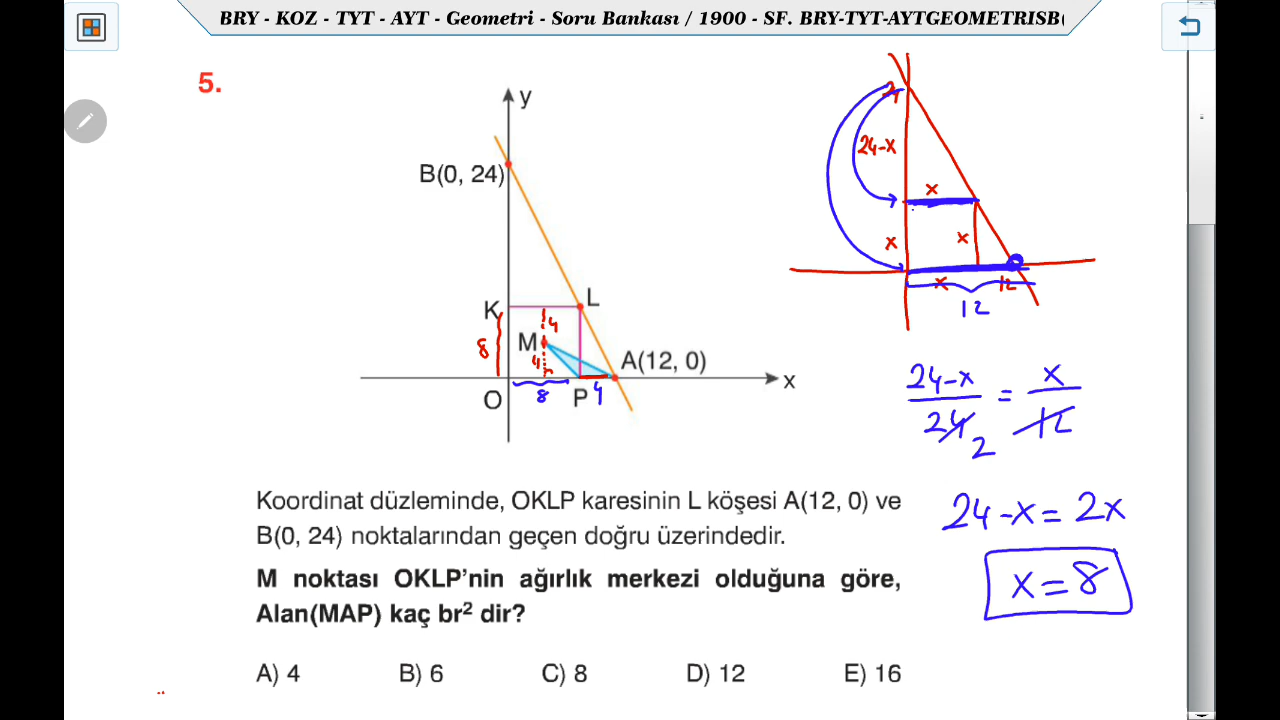 BRY - KOZ - TYT - AYT - Geometri - Soru Bankası / 1900 - SF. BRY-TYT-AYTGEOMETRISB(
5.
y
B(0, 24)
K
L
4
8
M
4
A(12, 0)
x
O
8
P
4
24-x
x
x
x
x
12
12
24-x / 24 2 = x / 12
24-x = 2x
x = 8
Koordinat düzleminde, OKLP karesinin L köşesi A(12, 0) ve
B(0, 24) noktalarından geçen doğru üzerindedir.
M noktası OKLP’nin ağırlık merkezi olduğuna göre,
Alan(MAP) kaç br² dir?
A) 4 B) 6 C) 8 D) 12 E) 16